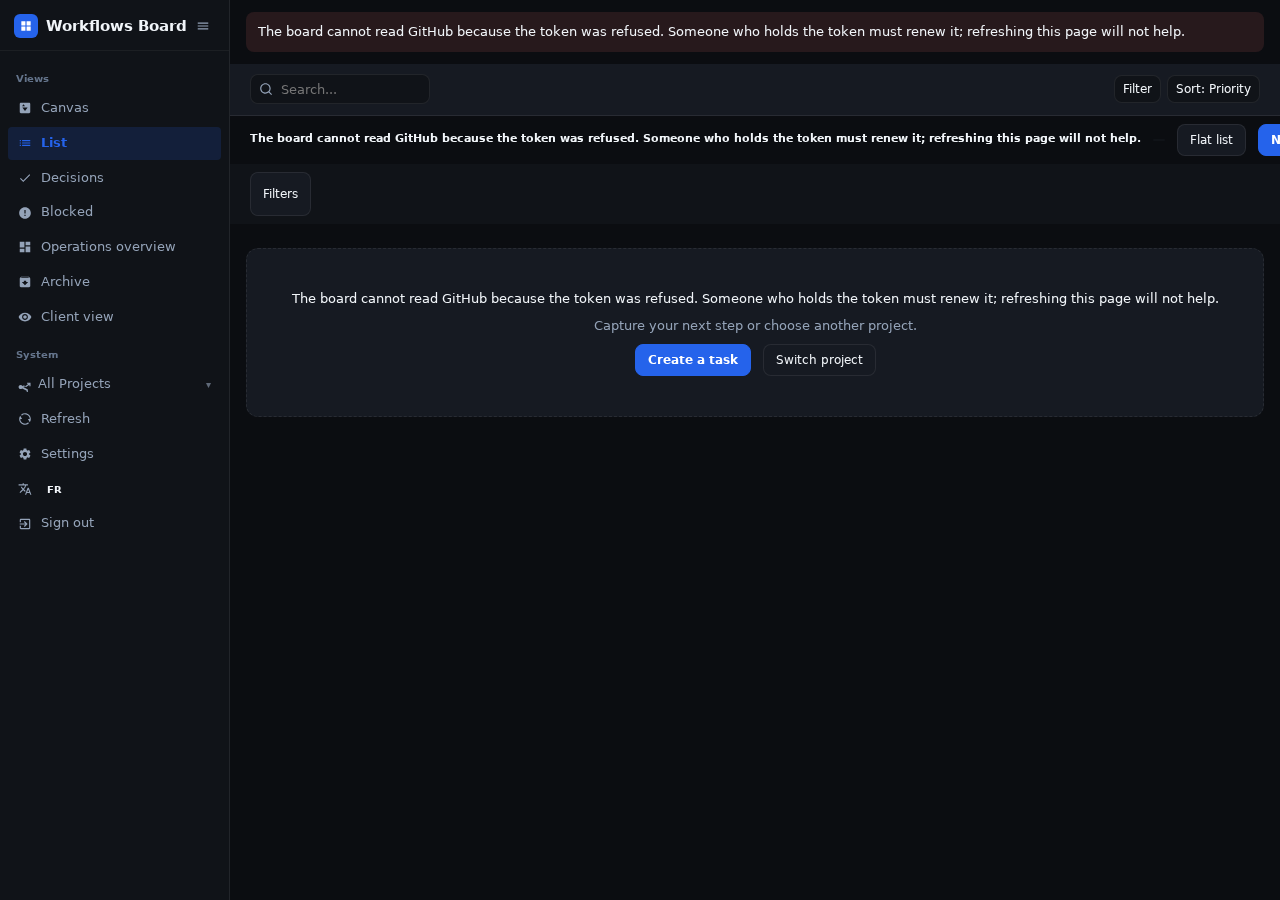 Workflows Board
The board cannot read GitHub because the token was refused. Someone who holds the token must renew it; refreshing this page will not help.
Search...
Filter
Sort: Priority
The board cannot read GitHub because the token was refused. Someone who holds the token must renew it; refreshing this page will not help.
Flat list
N
Filters
The board cannot read GitHub because the token was refused. Someone who holds the token must renew it; refreshing this page will not help.
Capture your next step or choose another project.
Create a task
Switch project
Views
Canvas
List
Decisions
Blocked
Operations overview
Archive
Client view
System
All Projects
Refresh
Settings
FR
Sign out